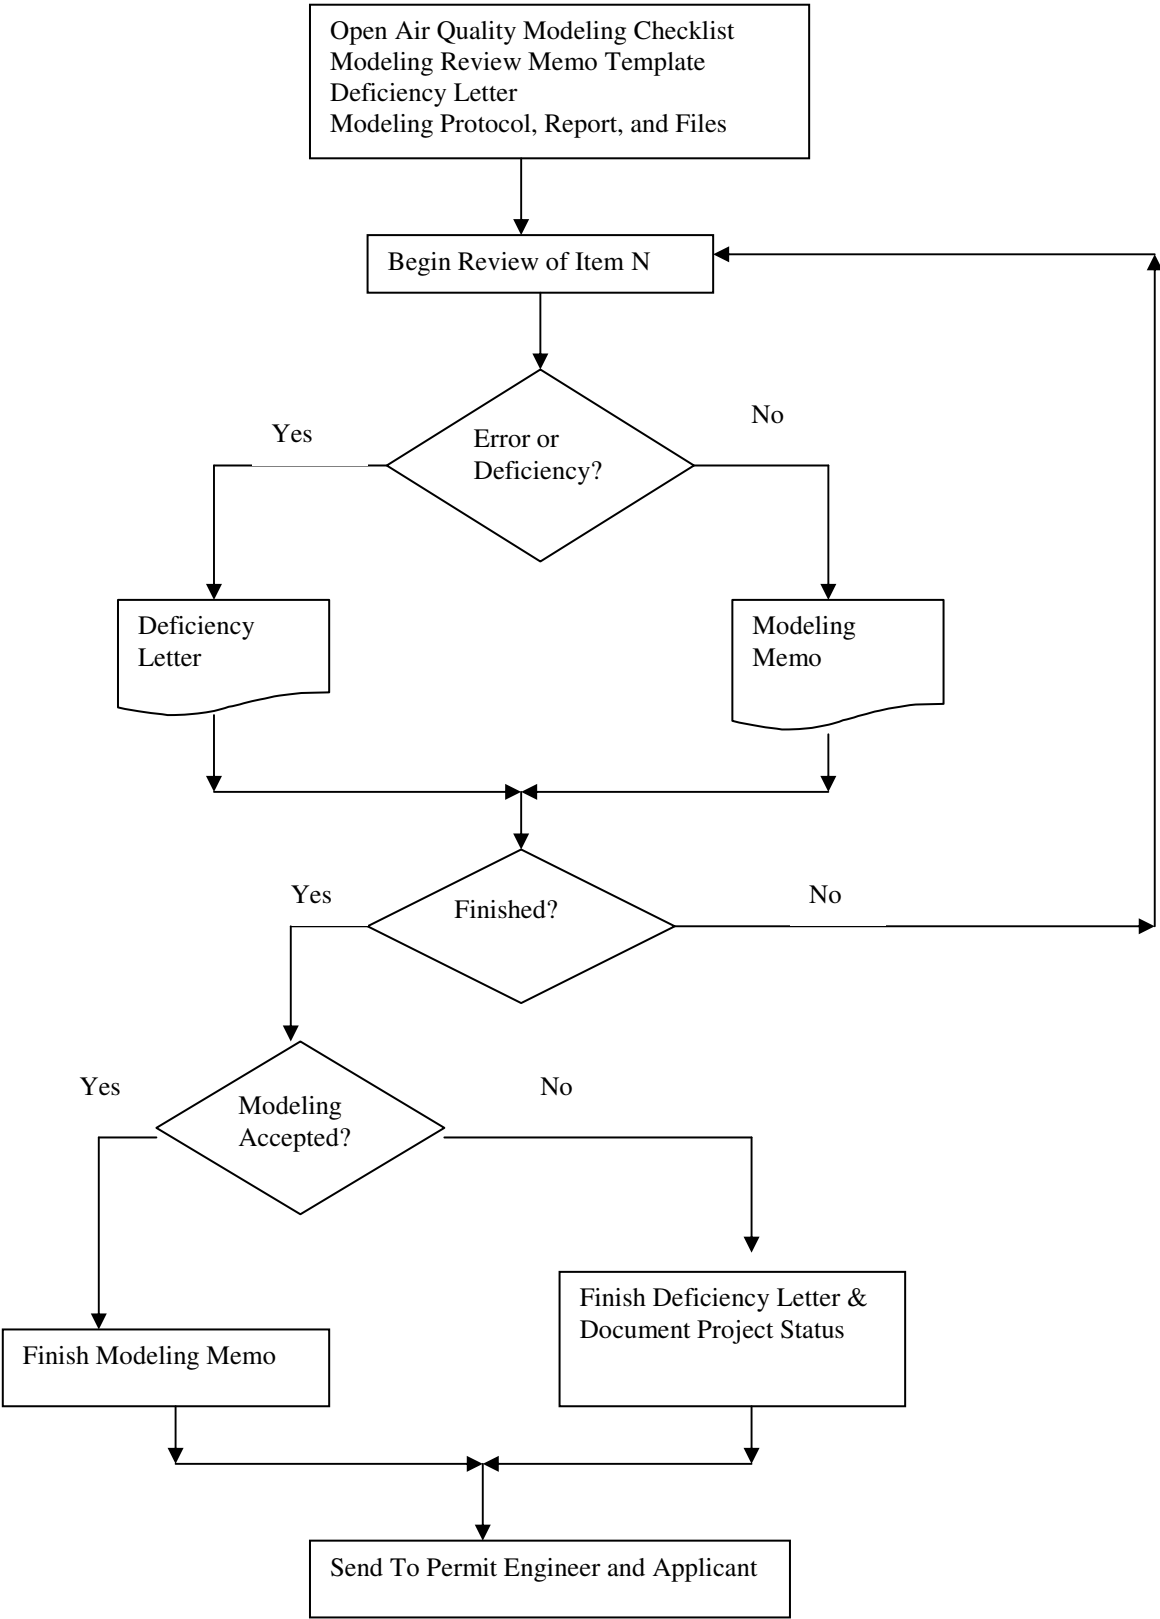 Open Air Quality Modeling Checklist
Modeling Review Memo Template
Deficiency Letter
Modeling Protocol, Report, and Files
Begin Review of Item N
Yes
No
Error or
Deficiency?
Deficiency
Letter
Modeling
Memo
Yes
No
Finished?
Yes
No
Modeling
Accepted?
Finish Deficiency Letter &
Document Project Status
Finish Modeling Memo
Send To Permit Engineer and Applicant